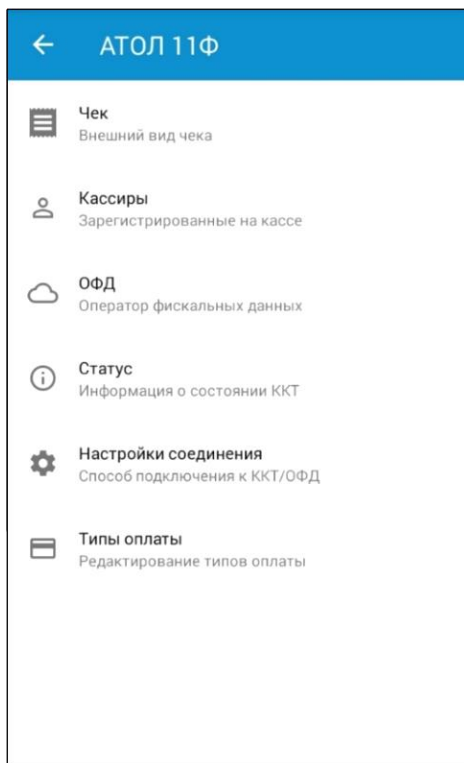 АТОЛ 11Ф
Чек
Внешний вид чека
Кассиры
Зарегистрированные на кассе
ОФД
Оператор фискальных данных
Статус
Информация о состоянии ККТ
Настройки соединения
Способ подключения к ККТ/ОФД
Типы оплаты
Редактирование типов оплаты